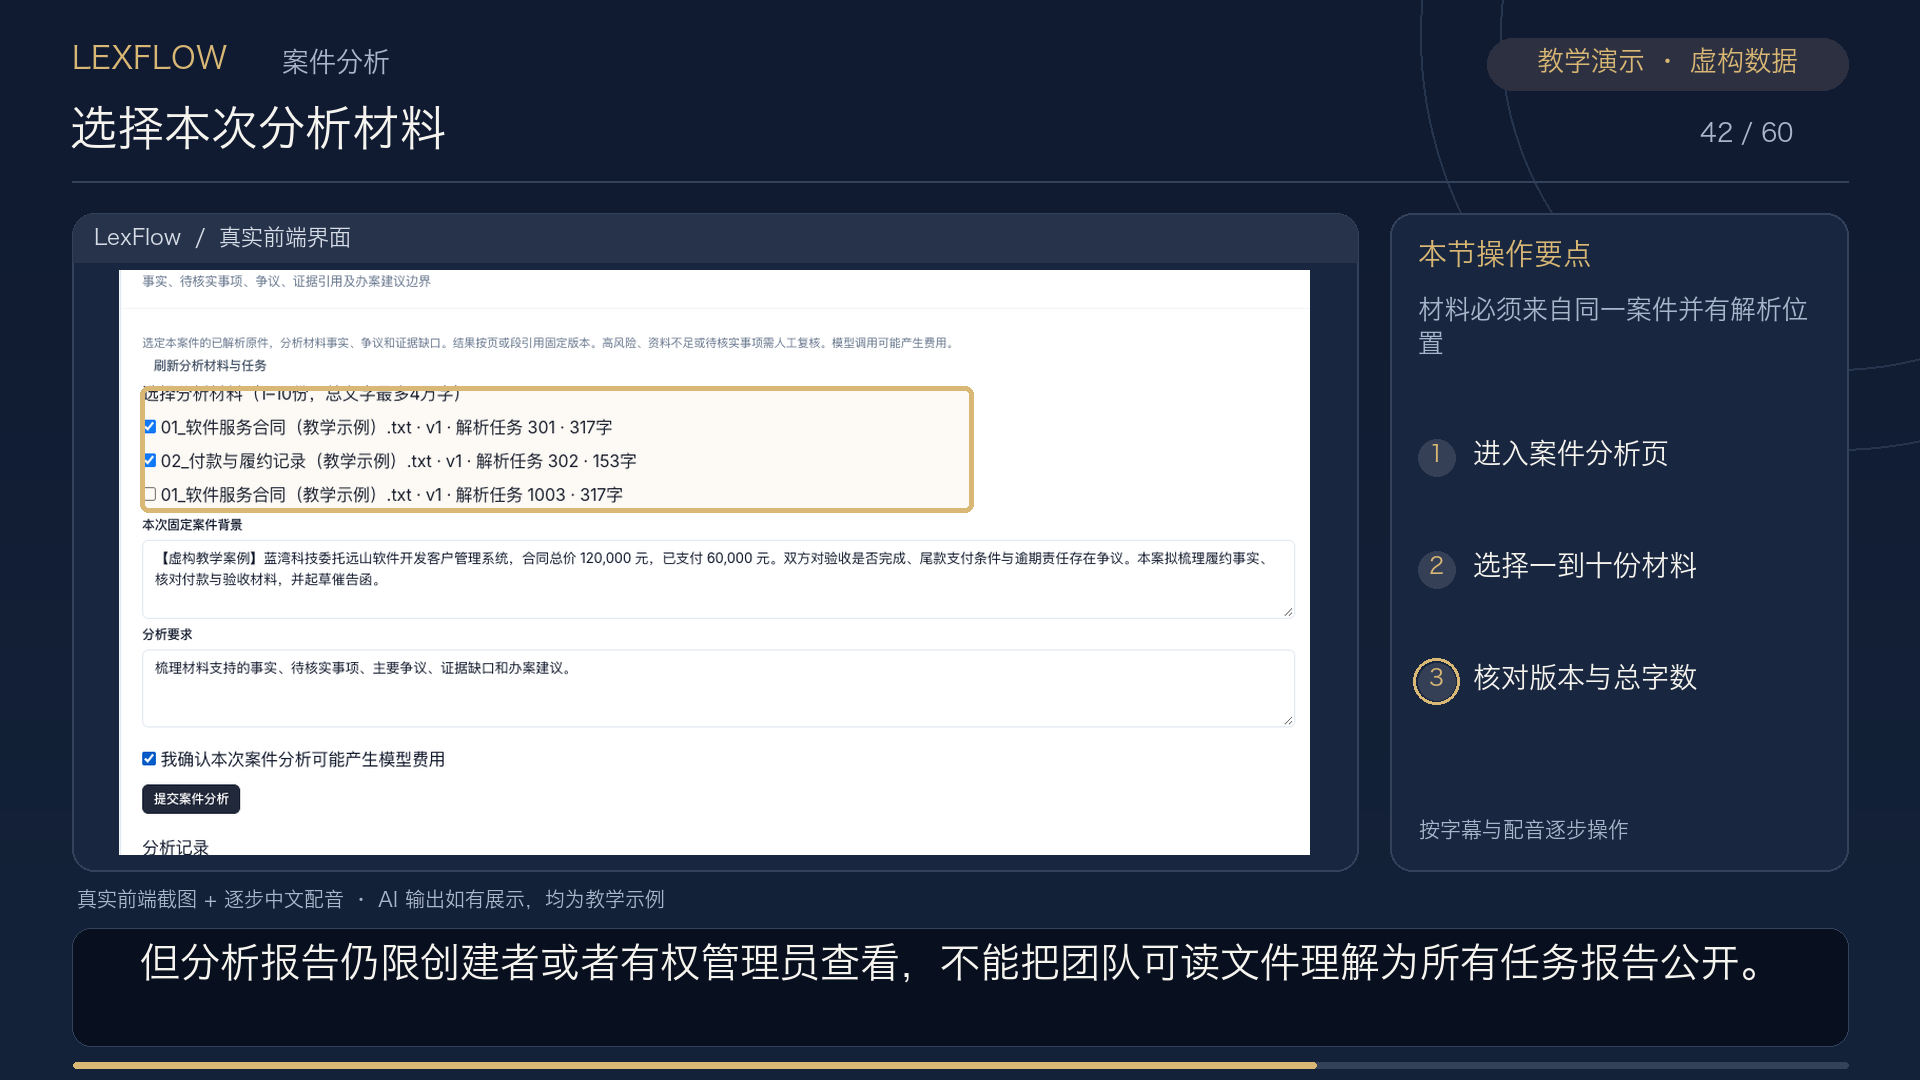 LEXFLOW 案件分析
教学演示 · 虚构数据
选择本次分析材料
42 / 60
LexFlow / 真实前端界面
事实、待核实事项、争议、证据引用及办案建议边界
选定本案件的已解析原件，分析材料事实、争议和证据缺口。结果按页或段引用固定版本。高风险、资料不足或待核实事项需人工复核。模型调用可能产生费用。
刷新分析材料与任务
选择分析材料（1–10份，总文字最多4万字）
01_软件服务合同（教学示例）.txt · v1 · 解析任务 301 · 317字
02_付款与履约记录（教学示例）.txt · v1 · 解析任务 302 · 153字
01_软件服务合同（教学示例）.txt · v1 · 解析任务 1003 · 317字
本次固定案件背景
【虚构教学案例】蓝湾科技委托远山软件开发客户管理系统，合同总价 120,000 元，已支付 60,000 元。双方对验收是否完成、尾款支付条件与逾期责任存在争议。本案拟梳理履约事实、
核对付款与验收材料，并起草催告函。
分析要求
梳理材料支持的事实、待核实事项、主要争议、证据缺口和办案建议。
我确认本次案件分析可能产生模型费用
提交案件分析
分析记录
本节操作要点
材料必须来自同一案件并有解析位
置
1 进入案件分析页
2 选择一到十份材料
3 核对版本与总字数
按字幕与配音逐步操作
真实前端截图 + 逐步中文配音 · AI 输出如有展示，均为教学示例
但分析报告仍限创建者或者有权管理员查看，不能把团队可读文件理解为所有任务报告公开。